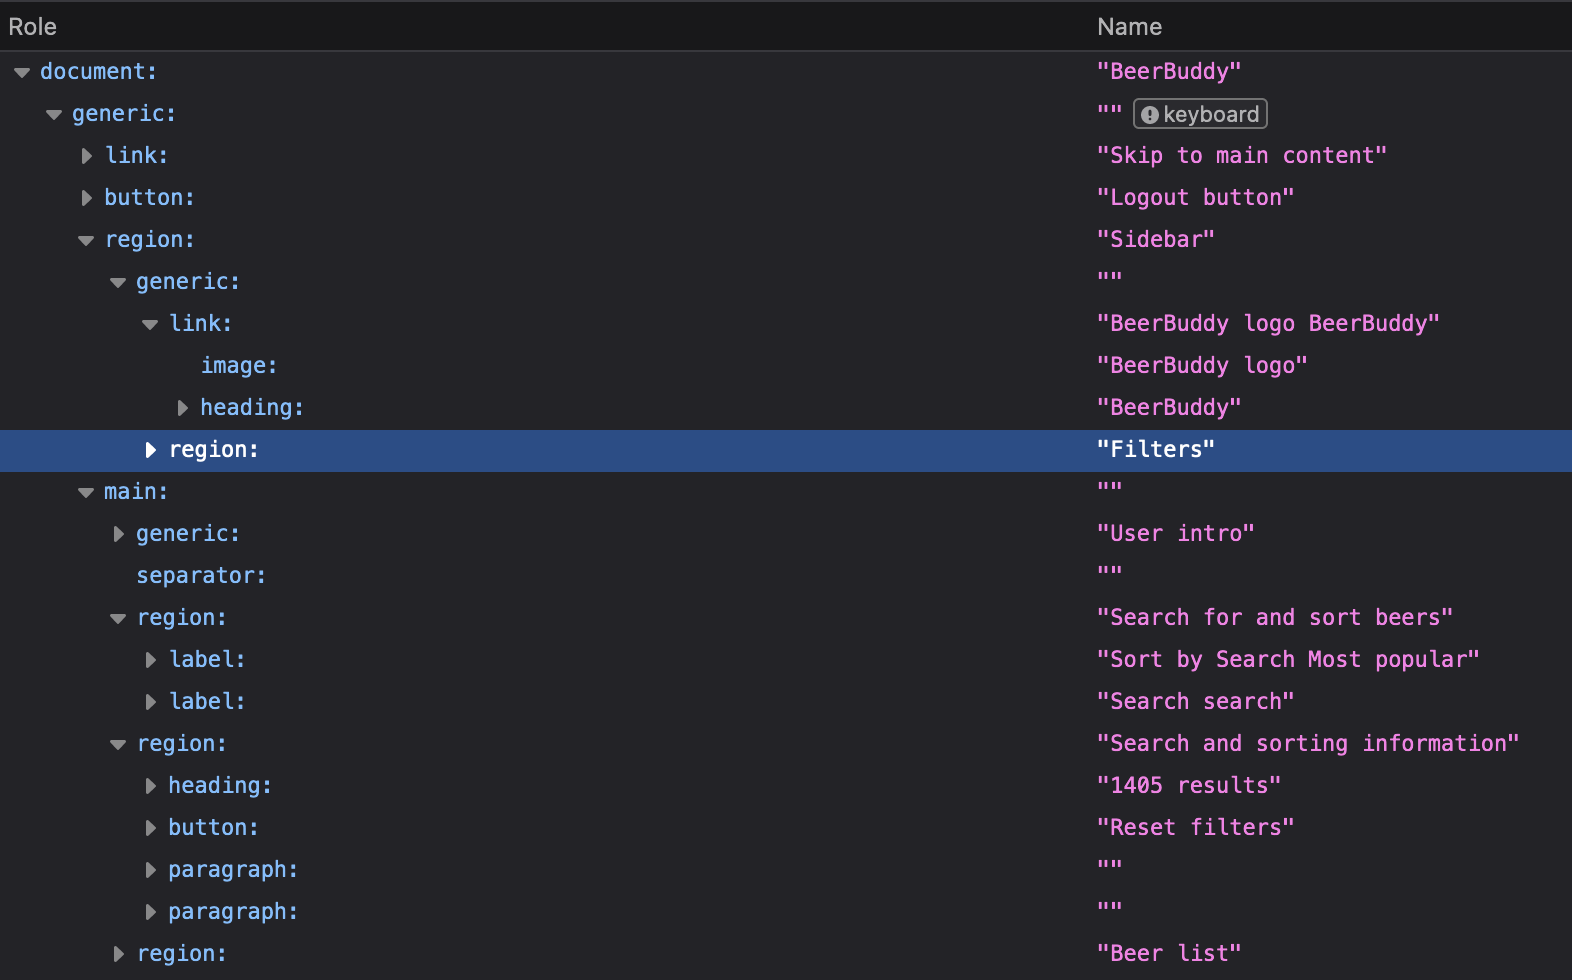 Role Name
document: "BeerBuddy"
generic: "" keyboard
link: "Skip to main content"
button: "Logout button"
region: "Sidebar"
generic: ""
link: "BeerBuddy logo BeerBuddy"
image: "BeerBuddy logo"
heading: "BeerBuddy"
region: "Filters"
main: ""
generic: "User intro"
separator: ""
region: "Search for and sort beers"
label: "Sort by Search Most popular"
label: "Search search"
region: "Search and sorting information"
heading: "1405 results"
button: "Reset filters"
paragraph: ""
paragraph: ""
region: "Beer list"